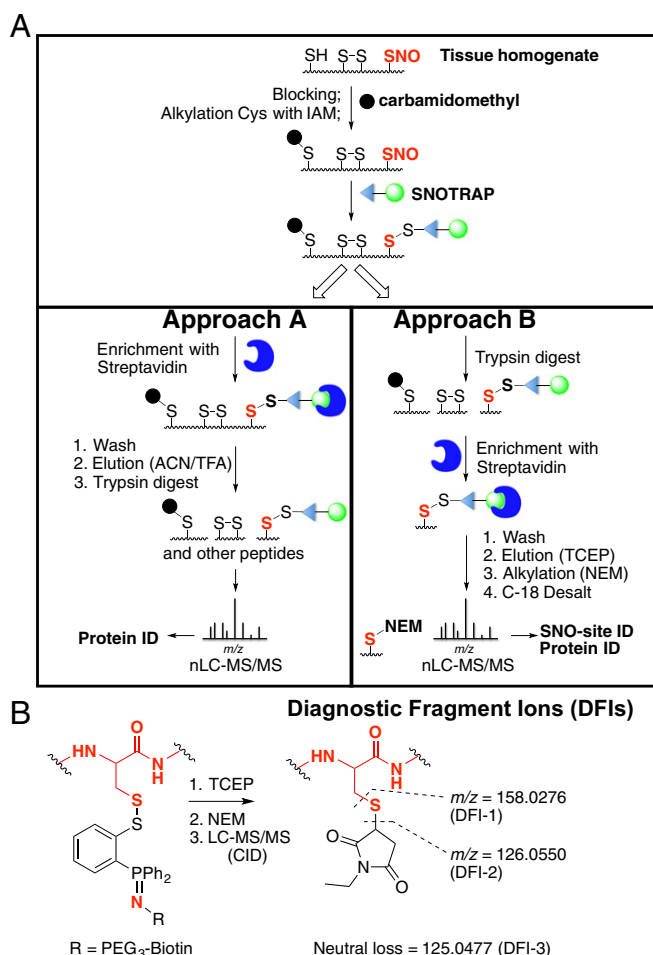 A
SH S-S SNO Tissue homogenate
Blocking;
Alkylation Cys with IAM;
carbamidomethyl
S S-S SNO
SNOTRAP
S S-S S S
Approach A
Enrichment with
Streptavidin
S S-S S S
1. Wash
2. Elution (ACN/TFA)
3. Trypsin digest
S S-S S S
and other peptides
Protein ID
m/z
nLC-MS/MS
Approach B
Trypsin digest
S S-S S S
Enrichment with
Streptavidin
S S
1. Wash
2. Elution (TCEP)
3. Alkylation (NEM)
4. C-18 Desalt
S NEM
m/z
nLC-MS/MS
SNO-site ID
Protein ID
B
Diagnostic Fragment Ions (DFIs)
O
HN
N
H
S
S
PPh2
N
R
R = PEG3-Biotin
1. TCEP
2. NEM
3. LC-MS/MS
(CID)
O
HN
N
H
S
O
N
O
m/z = 158.0276
(DFI-1)
m/z = 126.0550
(DFI-2)
Neutral loss = 125.0477 (DFI-3)